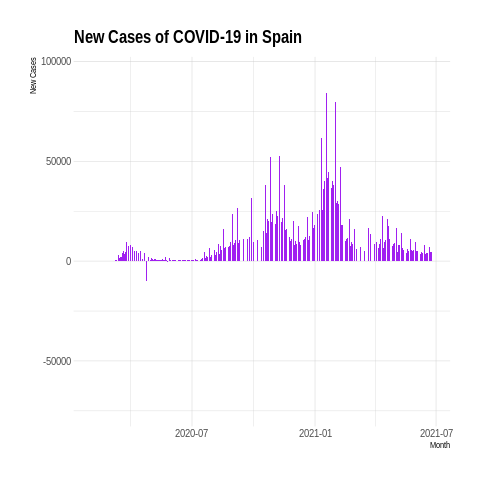 New Cases of COVID-19 in Spain
New Cases
100000
50000
0
-50000
2020-07
2021-01
2021-07
Month